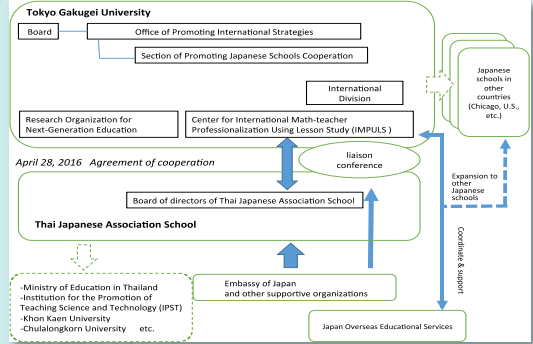 Tokyo Gakugei University
Board
Office of Promoting International Strategies
Section of Promoting Japanese Schools Cooperation
International
Division
Research Organization for
Next-Generation Education
Center for International Math-teacher
Professionalization Using Lesson Study (IMPULS )
Japanese
schools in
other
countries
(Chicago, U.S.,
etc.)
April 28, 2016 Agreement of cooperation
liaison
conference
Expansion to
other
Japanese
schools
Board of directors of Thai Japanese Association School
Thai Japanese Association School
Coordinate & support
-Ministry of Education in Thailand
-Institution for the Promotion of
Teaching Science and Technology (IPST)
-Khon Kaen University
-Chulalongkorn University etc.
Embassy of Japan
and other supportive organizations
Japan Overseas Educational Services